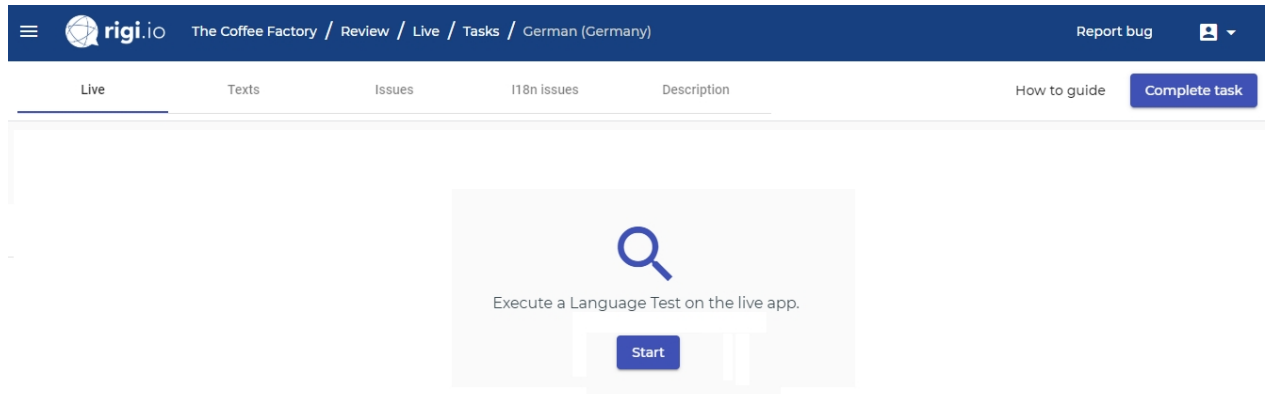 rigi.io The Coffee Factory / Review / Live / Tasks / German (Germany) Report bug
Live Texts Issues I18n issues Description How to guide Complete task
Execute a Language Test on the live app.
Start